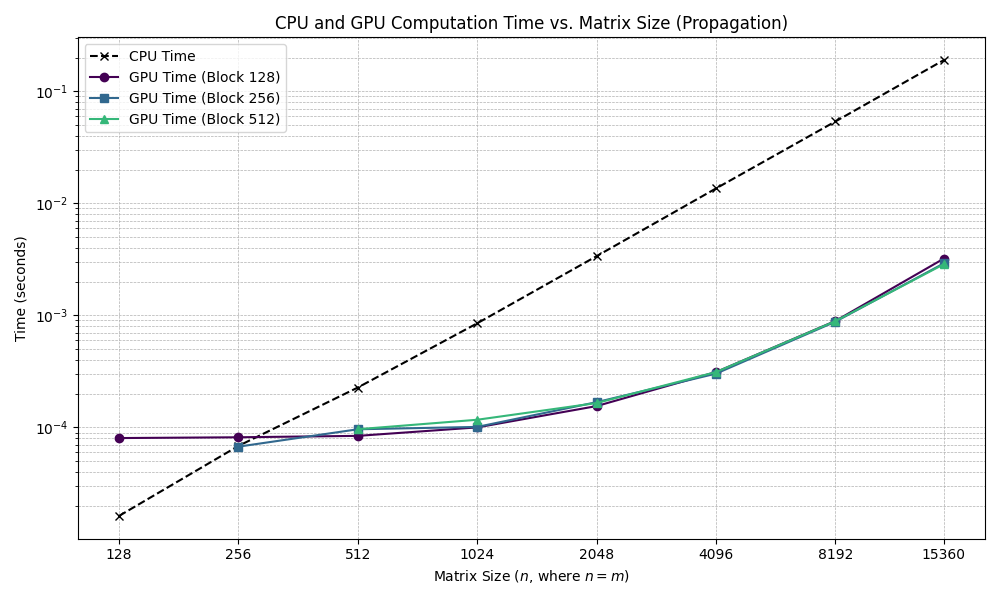 CPU and GPU Computation Time vs. Matrix Size (Propagation)
CPU Time
GPU Time (Block 128)
GPU Time (Block 256)
GPU Time (Block 512)
Time (seconds)
10⁻¹
10⁻²
10⁻³
10⁻⁴
128 256 512 1024 2048 4096 8192 15360
Matrix Size (n, where n = m)